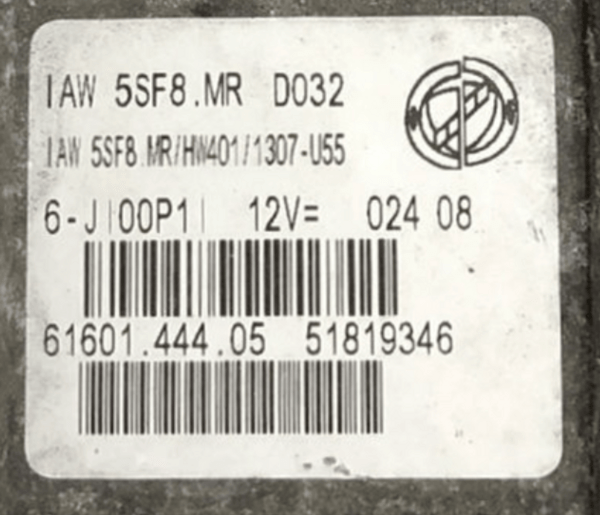 IAW 5SF8.MR D032
IAW 5SF8.MR/HW401/1307-U55
6-J|00P1| 12V= 024 08
61601.444.05 51819346